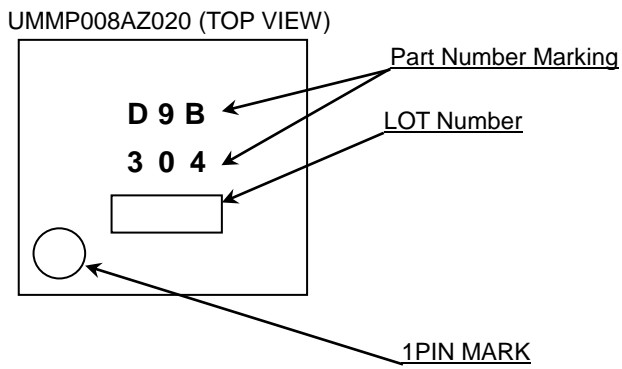 UMMP008AZ020 (TOP VIEW)
Part Number Marking
D 9 B
LOT Number
3 0 4
1PIN MARK